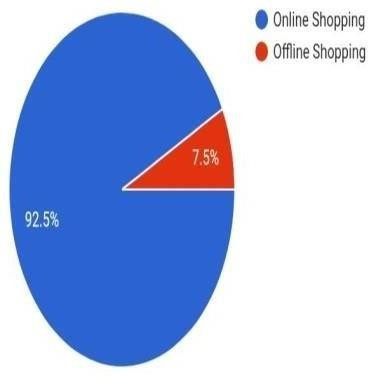 Online Shopping
Offline Shopping
7.5%
92.5%